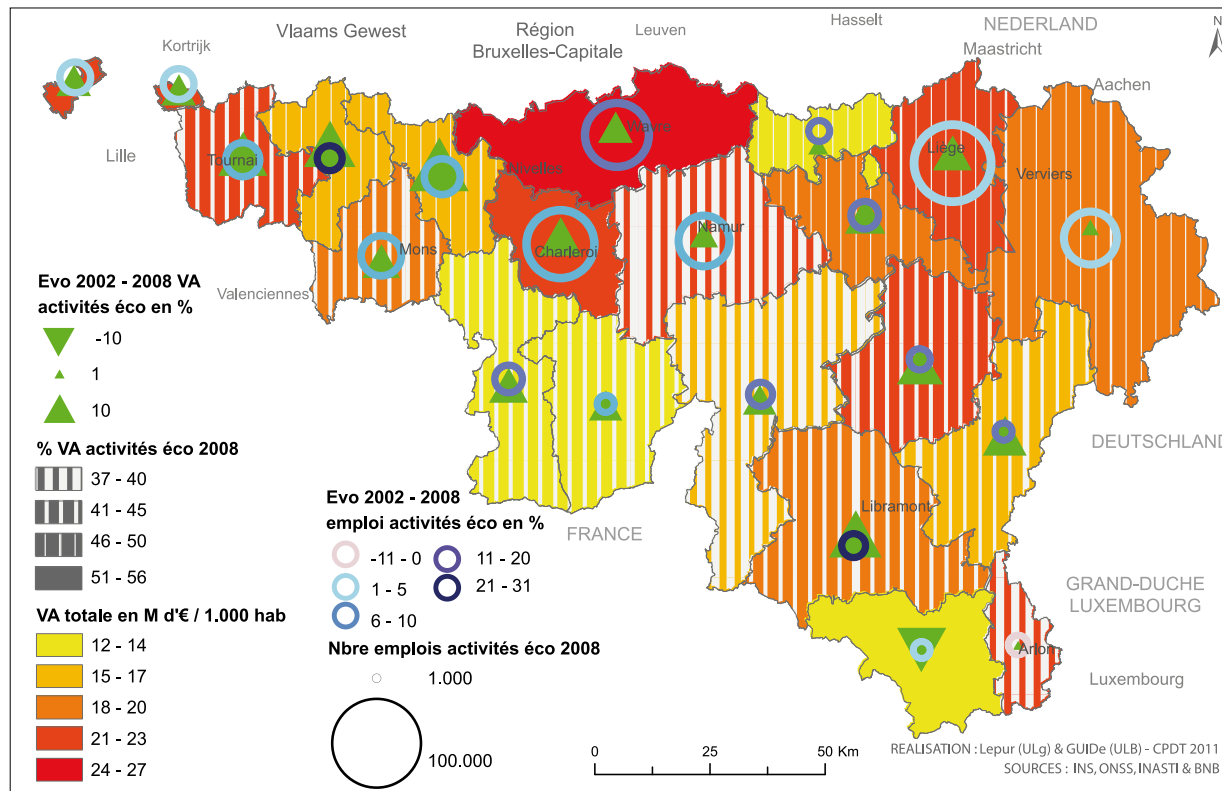 Kortrijk
Vlaams Gewest
Région
Bruxelles-Capitale
Leuven
Hasselt
NEDERLAND
Maastricht
N
Aachen
Lille
Tournai
Wavre
Liège
Verviers
Nivelles
Mons
Charleroi
Namur
Valenciennes
DEUTSCHLAND
FRANCE
Libramont
GRAND-DUCHE
LUXEMBOURG
Arlon
Luxembourg
Evo 2002 - 2008 VA
activités éco en %
-10
1
10
% VA activités éco 2008
37 - 40
41 - 45
46 - 50
51 - 56
VA totale en M d'€ / 1.000 hab
12 - 14
15 - 17
18 - 20
21 - 23
24 - 27
Evo 2002 - 2008
emploi activités éco en %
-11 - 0
11 - 20
1 - 5
21 - 31
6 - 10
Nbre emplois activités éco 2008
1.000
100.000
0 25 50 Km
REALISATION : Lepur (ULg) & GUIDe (ULB) - CPDT 2011
SOURCES : INS, ONSS, INASTI & BNB